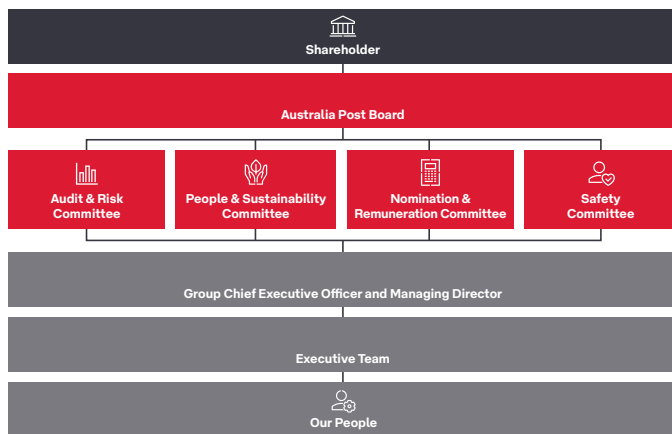 Shareholder
Australia Post Board
Audit & Risk
Committee
People & Sustainability
Committee
Nomination &
Remuneration Committee
Safety
Committee
Group Chief Executive Officer and Managing Director
Executive Team
Our People